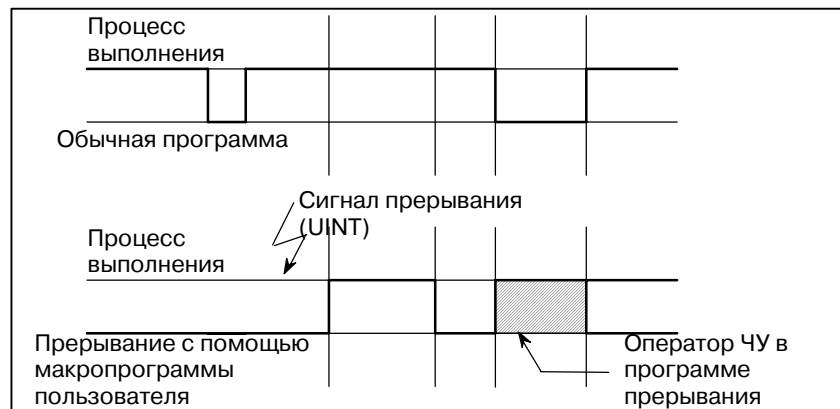 Процесс
выполнения
Обычная программа
Сигнал прерывания
(UINT)
Процесс
выполнения
Прерывание с помощью
макропрограммы
пользователя
Оператор ЧУ в
программе
прерывания